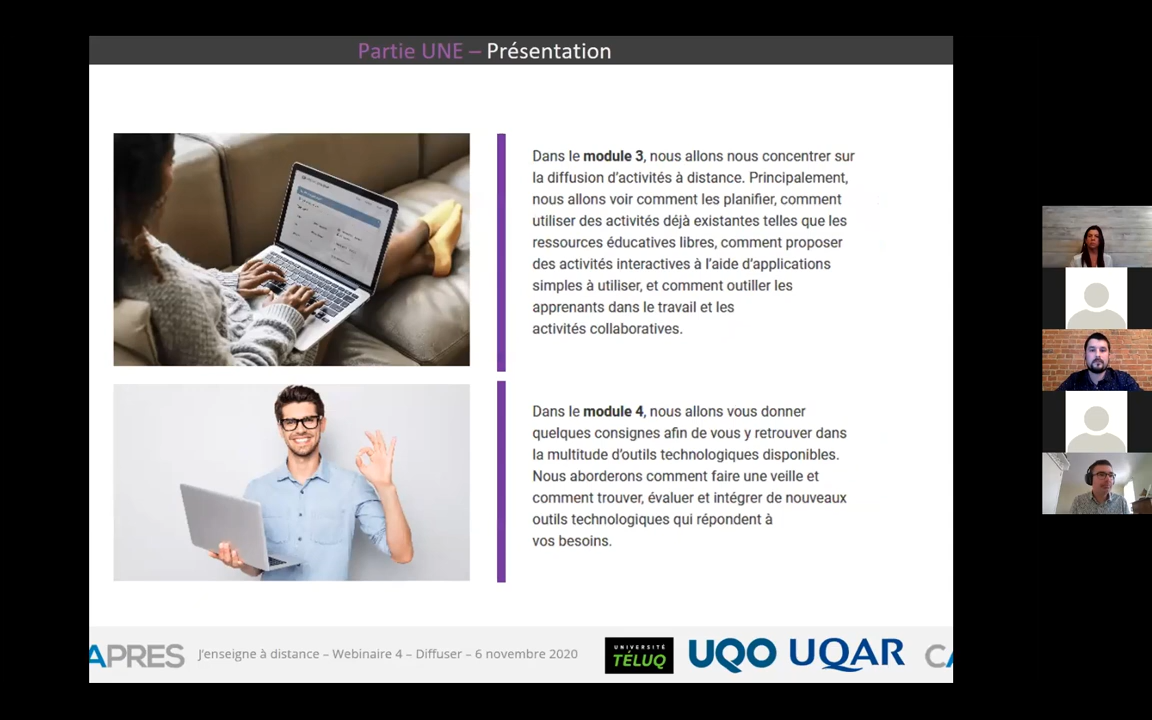 Partie UNE – Présentation
Dans le module 3, nous allons nous concentrer sur
la diffusion d'activités à distance. Principalement,
nous allons voir comment les planifier, comment
utiliser des activités déjà existantes telles que les
ressources éducatives libres, comment proposer
des activités interactives à l'aide d'applications
simples à utiliser, et comment outiller les
apprenants dans le travail et les
activités collaboratives.
Dans le module 4, nous allons vous donner
quelques consignes afin de vous y retrouver dans
la multitude d'outils technologiques disponibles.
Nous aborderons comment faire une veille et
comment trouver, évaluer et intégrer de nouveaux
outils technologiques qui répondent à
vos besoins.
APRES
J'enseigne à distance – Webinaire 4 – Diffuser – 6 novembre 2020
UNIVERSITÉ
TÉLUQ
UQO
UQAR
CA